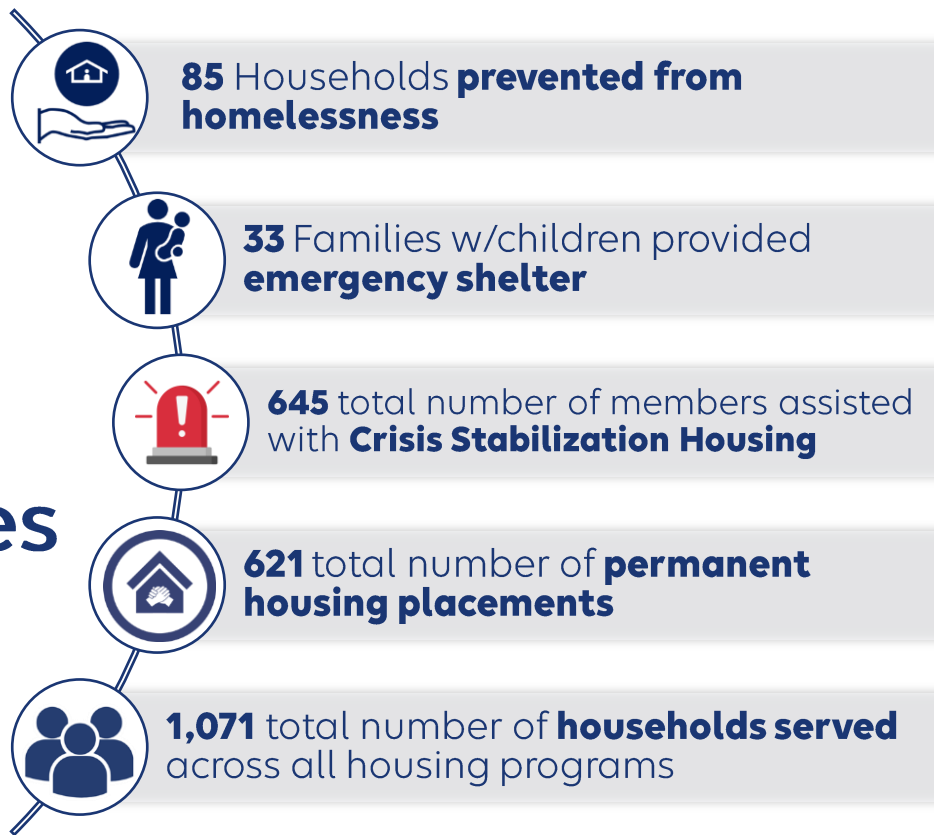 85 Households prevented from
homelessness
33 Families w/children provided
emergency shelter
645 total number of members assisted
with Crisis Stabilization Housing
es
621 total number of permanent
housing placements
1,071 total number of households served
across all housing programs